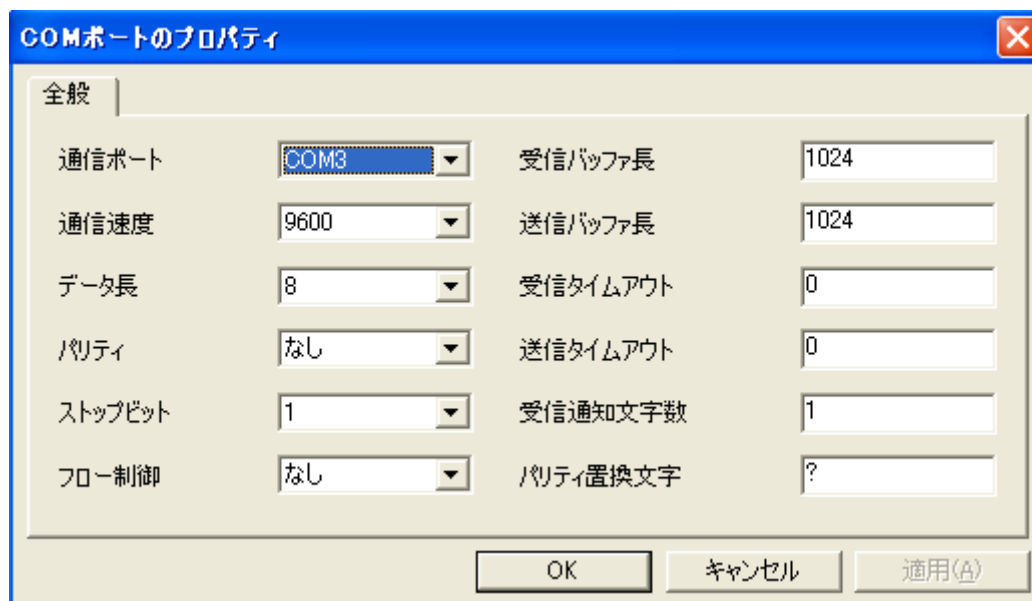 COMポートのプロパティ
全般
通信ポート COM3 受信バッファ長 1024
通信速度 9600 送信バッファ長 1024
データ長 8 受信タイムアウト 0
パリティ なし 送信タイムアウト 0
ストップビット 1 受信通知文字数 1
フロー制御 なし パリティ置換文字 ?
OK キャンセル 適用(A)